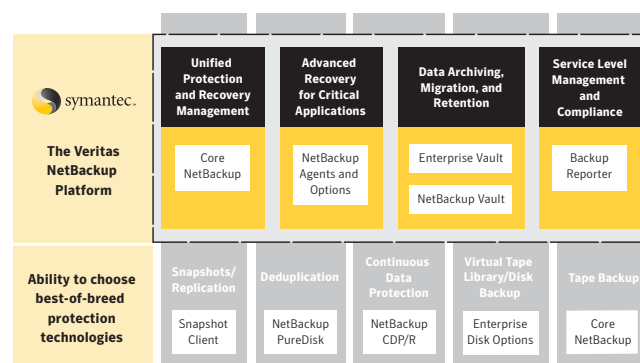 symantec.
The Veritas
NetBackup
Platform
Unified
Protection
and Recovery
Management
Core
NetBackup
Advanced
Recovery
for Critical
Applications
NetBackup
Agents and
Options
Data Archiving,
Migration, and
Retention
Enterprise Vault
NetBackup Vault
Service Level
Management
and
Compliance
Backup
Reporter
Ability to choose
best-of-breed
protection
technologies
Snapshots/
Replication
Snapshot
Client
Deduplication
NetBackup
PureDisk
Continuous
Data
Protection
NetBackup
CDP/R
Virtual Tape
Library/Disk
Backup
Enterprise
Disk Options
Tape Backup
Core
NetBackup